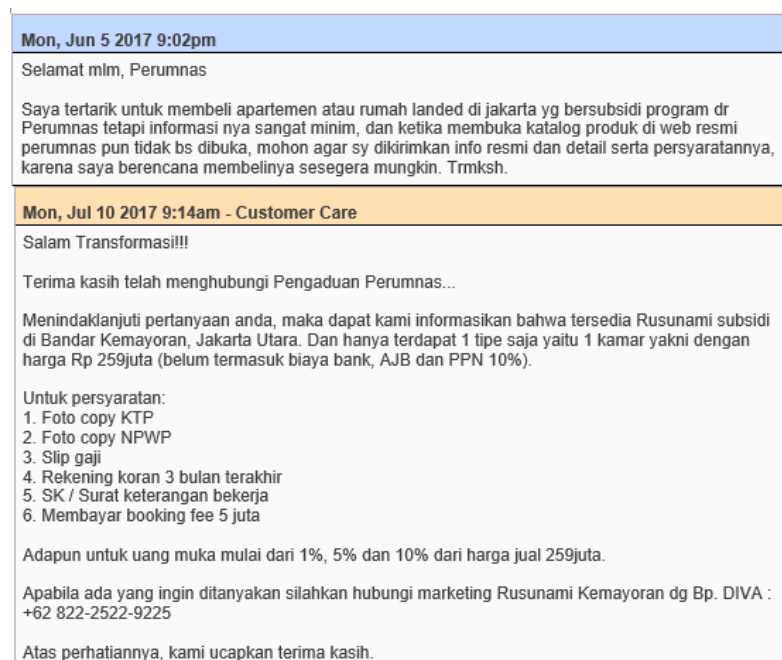 Mon, Jun 5 2017 9:02pm
Selamat mlm, Perumnas
Saya tertarik untuk membeli apartemen atau rumah landed di jakarta yg bersubsidi program dr
Perumnas tetapi informasi nya sangat minim, dan ketika membuka katalog produk di web resmi
perumnas pun tidak bs dibuka, mohon agar sy dikirimkan info resmi dan detail serta persyaratannya,
karena saya berencana membelinya sesegera mungkin. Trmksh.
Mon, Jul 10 2017 9:14am - Customer Care
Salam Transformasi!!!
Terima kasih telah menghubungi Pengaduan Perumnas...
Menindaklanjuti pertanyaan anda, maka dapat kami informasikan bahwa tersedia Rusunami subsidi
di Bandar Kemayoran, Jakarta Utara. Dan hanya terdapat 1 tipe saja yaitu 1 kamar yakni dengan
harga Rp 259juta (belum termasuk biaya bank, AJB dan PPN 10%).
Untuk persyaratan:
1. Foto copy KTP
2. Foto copy NPWP
3. Slip gaji
4. Rekening koran 3 bulan terakhir
5. SK / Surat keterangan bekerja
6. Membayar booking fee 5 juta
Adapun untuk uang muka mulai dari 1%, 5% dan 10% dari harga jual 259juta.
Apabila ada yang ingin ditanyakan silahkan hubungi marketing Rusunami Kemayoran dg Bp. DIVA :
+62 822-2522-9225
Atas perhatiannya, kami ucapkan terima kasih.